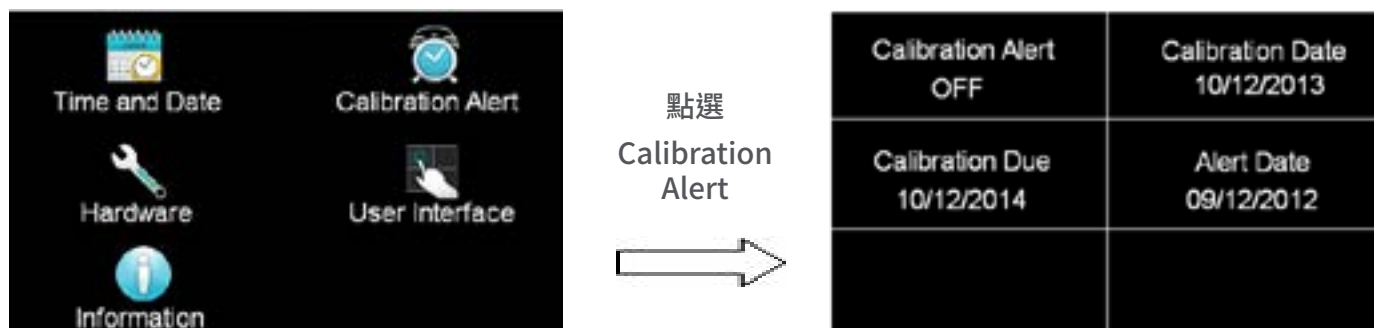 Time and Date
Calibration Alert
Hardware
User Interface
Information
點選
Calibration
Alert
Calibration Alert
OFF
Calibration Date
10/12/2013
Calibration Due
10/12/2014
Alert Date
09/12/2012